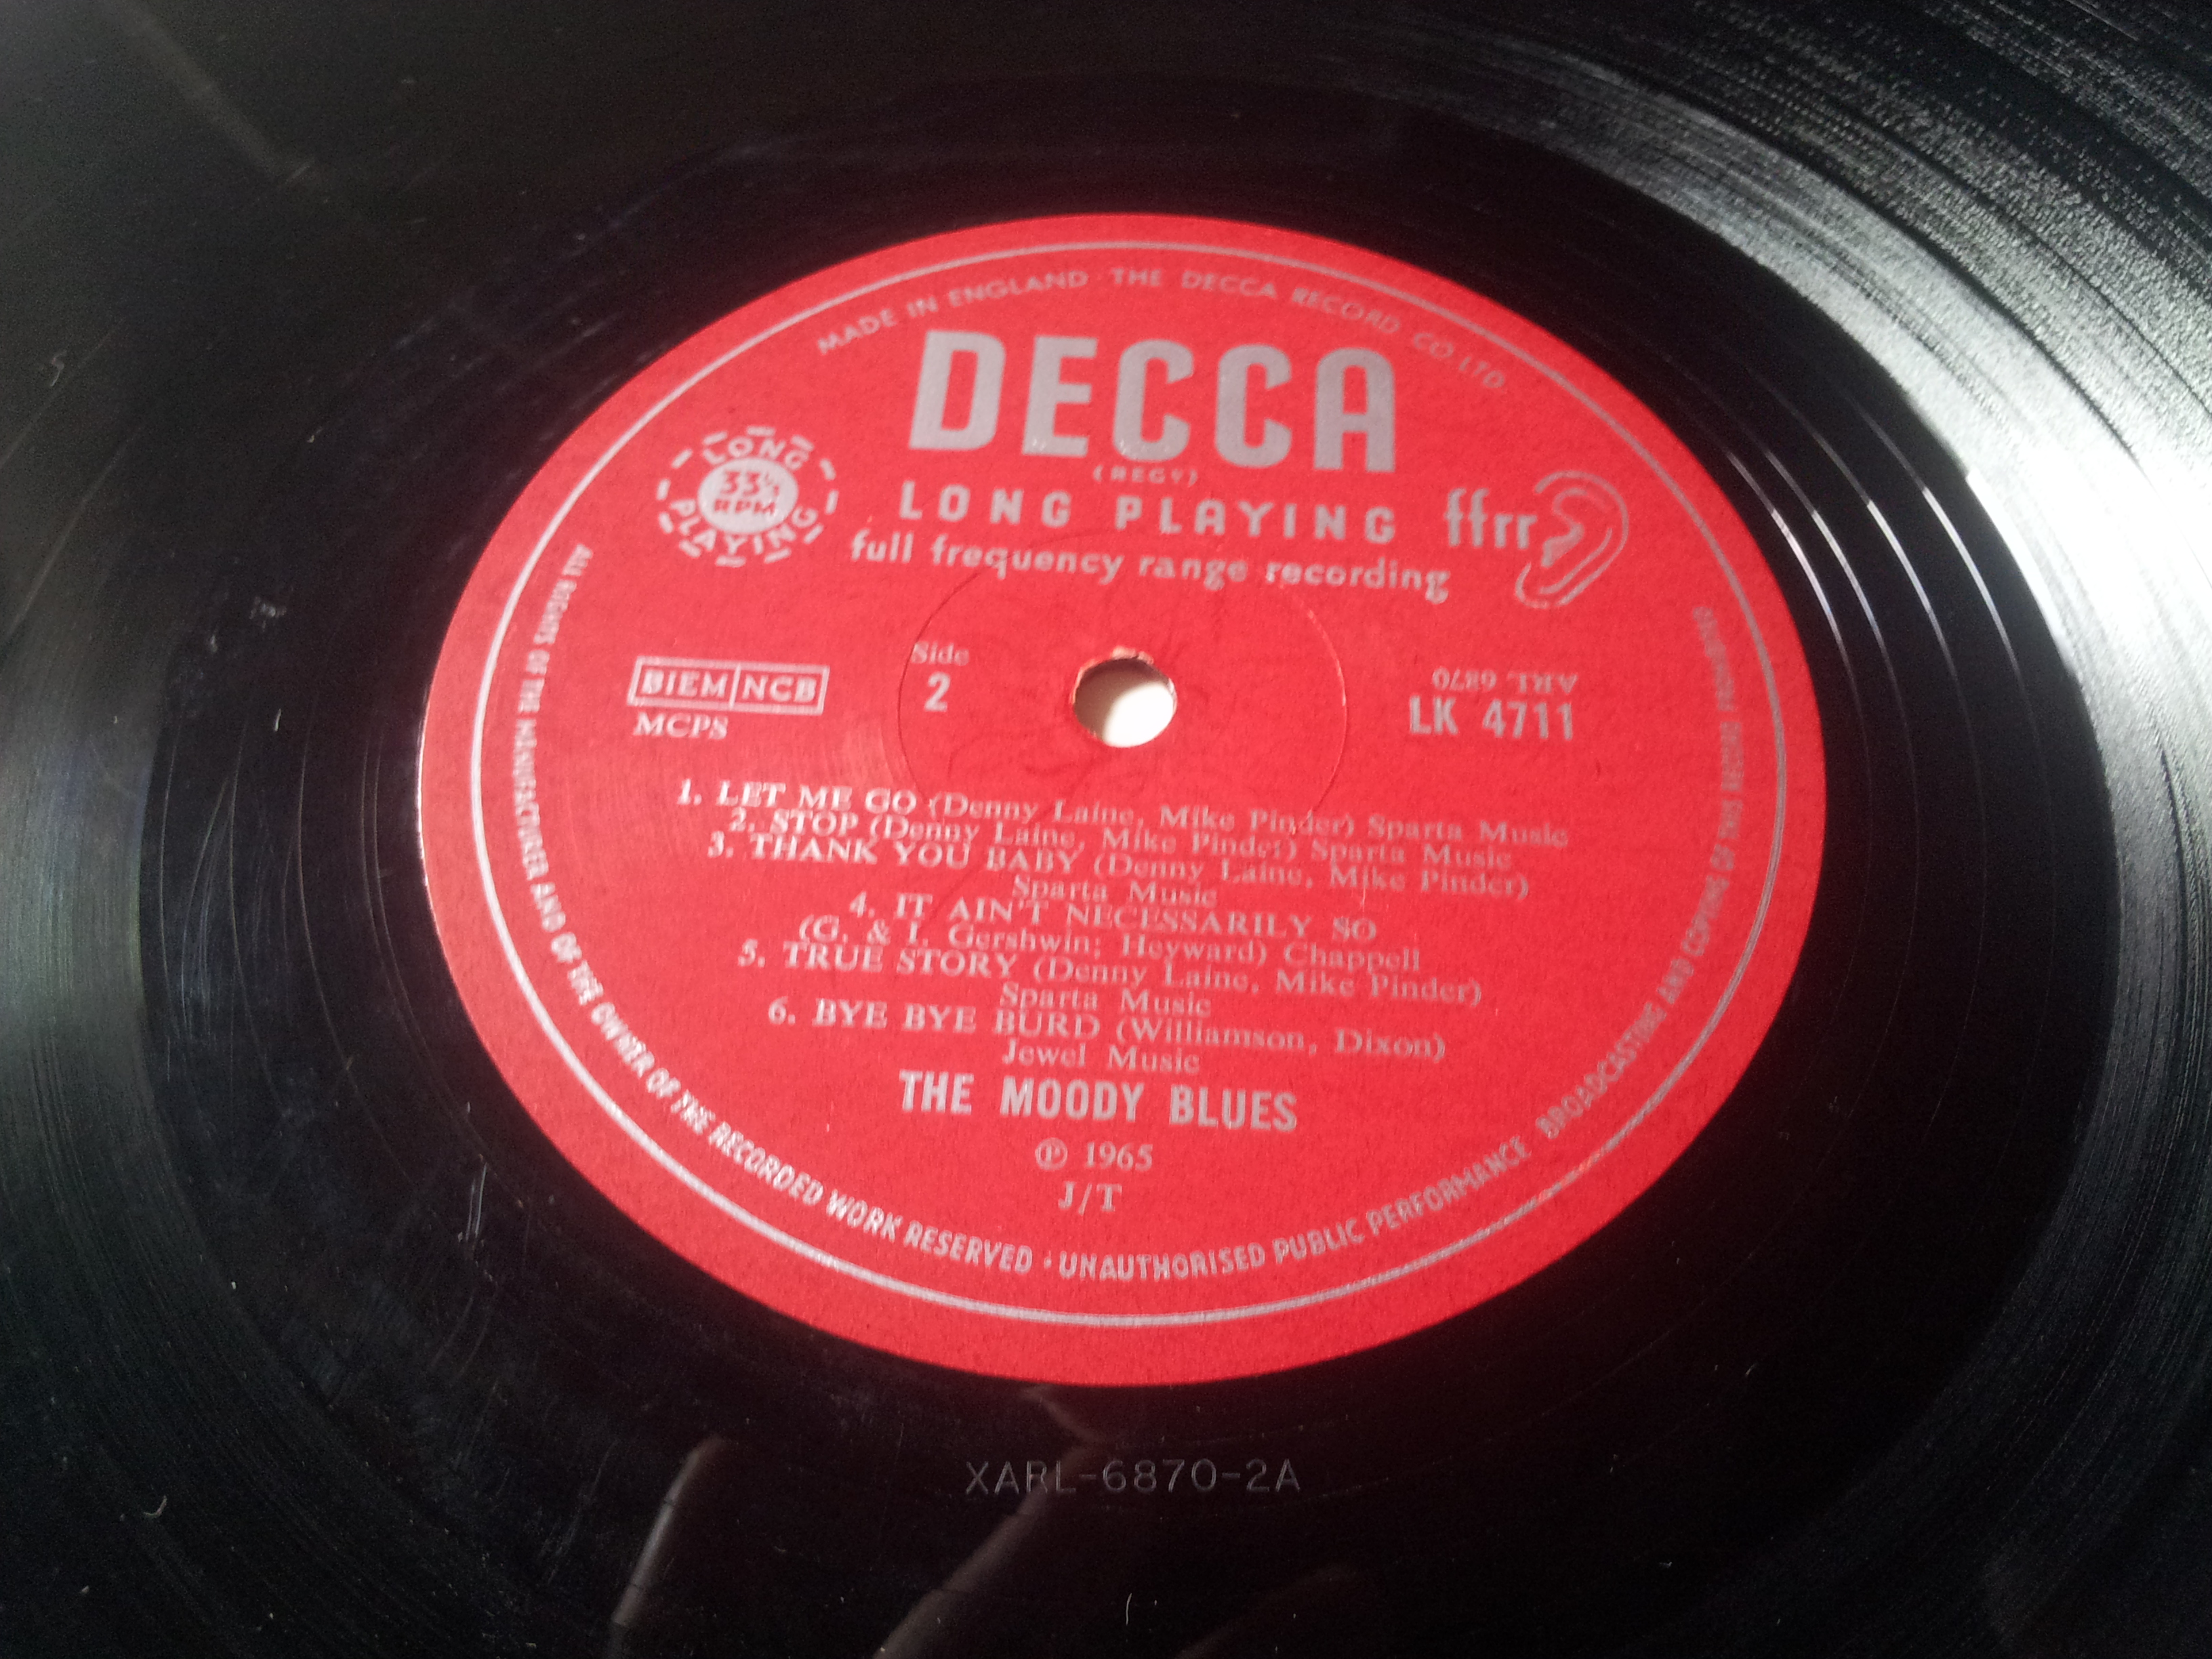 MADE IN ENGLAND · THE DECCA RECORD CO LTD.
DECCA
(REGY)
LONG PLAYING
33⅓ RPM
LONG PLAYING
ffrr
full frequency range recording
Side
2
BIEM NCB
MCPS
ARL 6870
LK 4711
1. LET ME GO (Denny Laine, Mike Pinder) Sparta Music
2. STOP (Denny Laine, Mike Pinder) Sparta Music
3. THANK YOU BABY (Denny Laine, Mike Pinder)
Sparta Music
4. IT AIN'T NECESSARILY SO
(G. & I. Gershwin; Heyward) Chappell
5. TRUE STORY (Denny Laine, Mike Pinder)
Sparta Music
6. BYE BYE BURD (Williamson, Dixon)
Jewel Music
THE MOODY BLUES
℗ 1965
J/T
ALL RIGHTS OF THE MANUFACTURER AND OF THE OWNER OF THE RECORDED WORK RESERVED · UNAUTHORISED PUBLIC PERFORMANCE · BROADCASTING AND COPYING OF THIS RECORD PROHIBITED
XARL-6870-2A